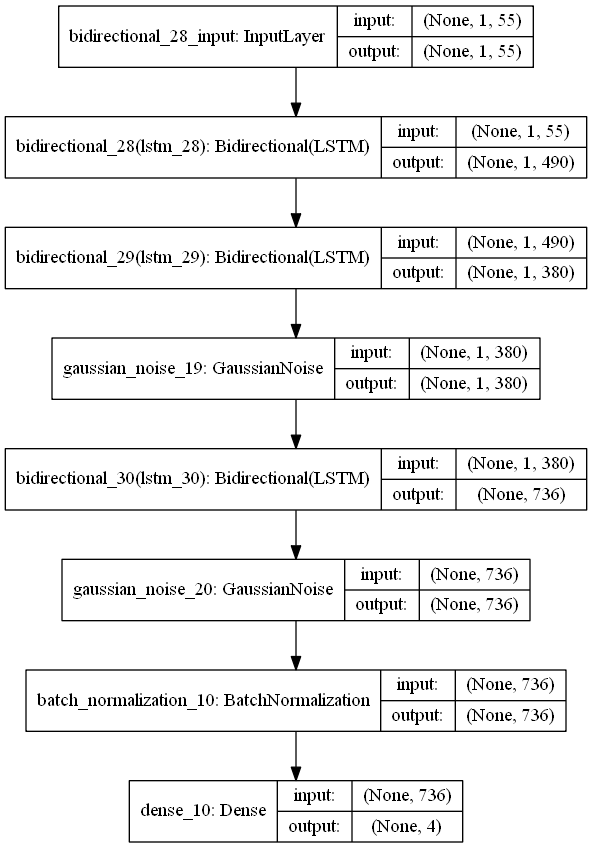 bidirectional_28_input: InputLayer
input: (None, 1, 55)
output: (None, 1, 55)
bidirectional_28(lstm_28): Bidirectional(LSTM)
input: (None, 1, 55)
output: (None, 1, 490)
bidirectional_29(lstm_29): Bidirectional(LSTM)
input: (None, 1, 490)
output: (None, 1, 380)
gaussian_noise_19: GaussianNoise
input: (None, 1, 380)
output: (None, 1, 380)
bidirectional_30(lstm_30): Bidirectional(LSTM)
input: (None, 1, 380)
output: (None, 736)
gaussian_noise_20: GaussianNoise
input: (None, 736)
output: (None, 736)
batch_normalization_10: BatchNormalization
input: (None, 736)
output: (None, 736)
dense_10: Dense
input: (None, 736)
output: (None, 4)